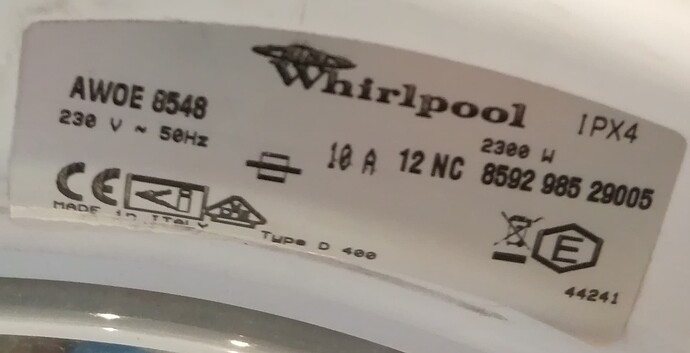 Whirlpool
IPX4
AWOE 8548
230 V ~ 50Hz
10 A
2300 W
12 NC 8592 985 29005
CE
MADE in ITALY
Type D 400
E
44241